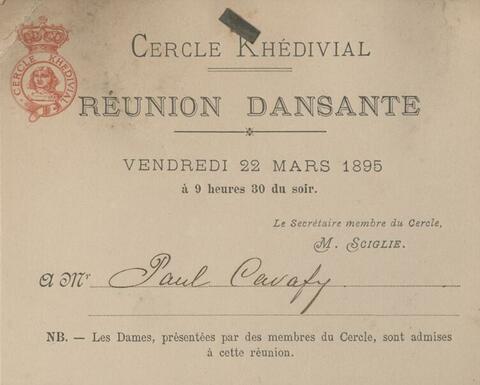 CERCLE KHÉDIVIAL
CERCLE KHEDIVIAL
RÉUNION DANSANTE
VENDREDI 22 MARS 1895
à 9 heures 30 du soir.
Le Secrétaire membre du Cercle,
M. SCIGLIE.
A Mr Paul Cavafy
NB. — Les Dames, présentées par des membres du Cercle, sont admises
à cette réunion.